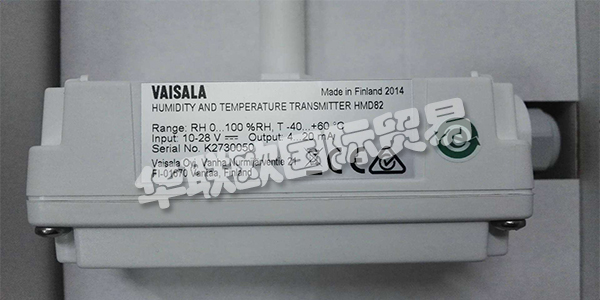 VAISALA Made in Finland 2014
HUMIDITY AND TEMPERATURE TRANSMITTER HMD82
Range: RH 0...100 %RH, T -40...+60 °C
Input: 10-28 V Output: 4...20 mA
Serial No. K2730050
Vaisala Oyj, Vanha Nurmijärventie 21
FI-01670 Vantaa, Finland
华联欧国际贸易